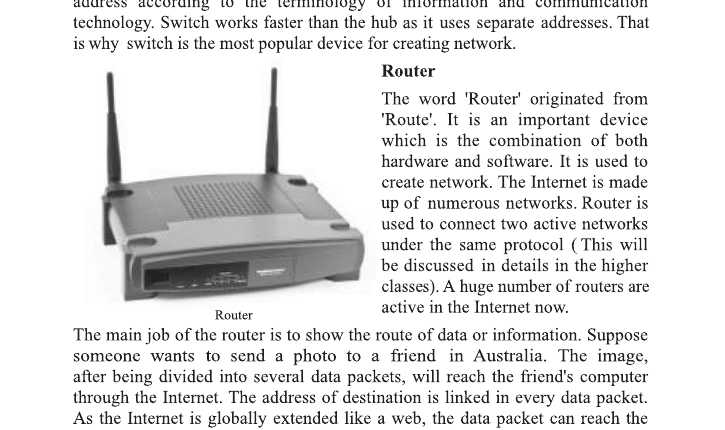 address according to the terminology of information and communication
technology. Switch works faster than the hub as it uses separate addresses. That
is why switch is the most popular device for creating network.
Router
The word 'Router' originated from
'Route'. It is an important device
which is the combination of both
hardware and software. It is used to
create network. The Internet is made
up of numerous networks. Router is
used to connect two active networks
under the same protocol ( This will
be discussed in details in the higher
classes). A huge number of routers are
active in the Internet now.
Router
The main job of the router is to show the route of data or information. Suppose
someone wants to send a photo to a friend in Australia. The image,
after being divided into several data packets, will reach the friend's computer
through the Internet. The address of destination is linked in every data packet.
As the Internet is globally extended like a web, the data packet can reach the